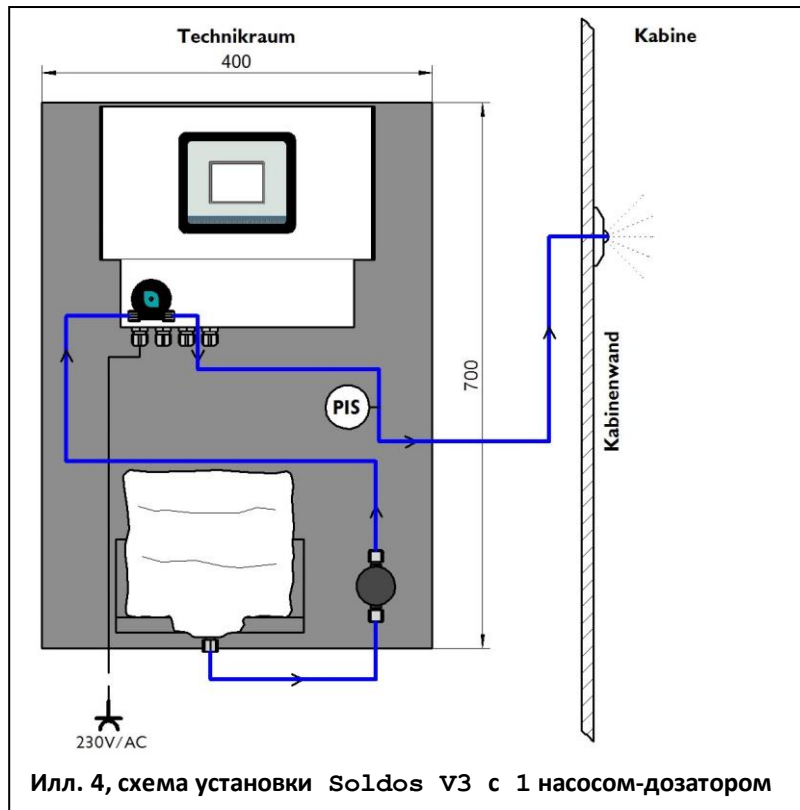 Technikraum
Kabine
400
700
PIS
Kabinenwand
230V/AC
Илл. 4, схема установки Soldos V3 с 1 насосом-дозатором